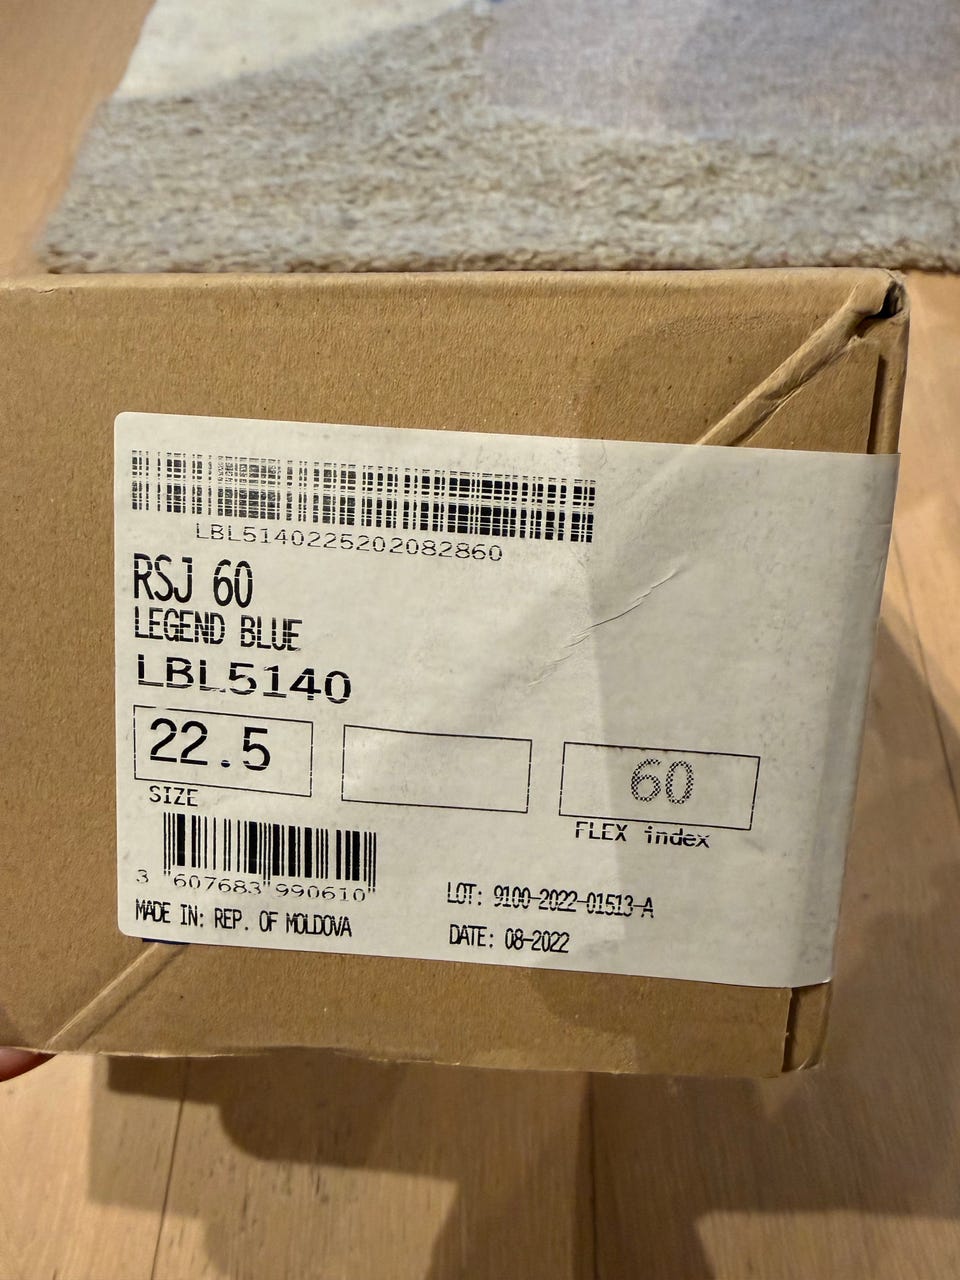 LBL5140225202082860
RSJ 60
LEGEND BLUE
LBL5140
22.5
60
SIZE
FLEX index
3 607683 990610
LOT: 9100-2022-01513-A
MADE IN: REP. OF MOLDOVA
DATE: 08-2022